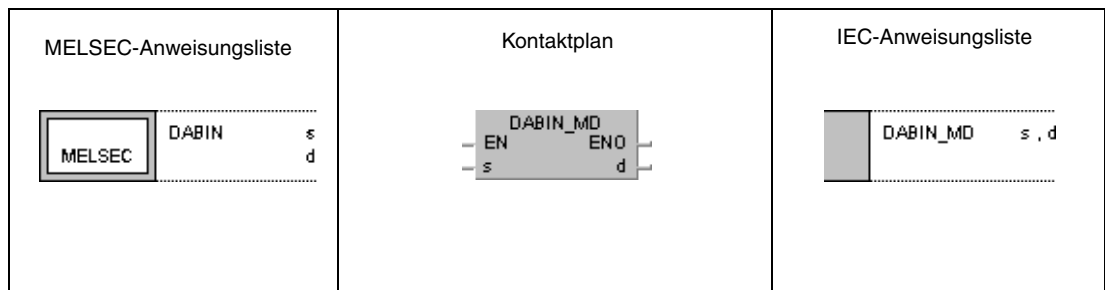 MELSEC-Anweisungsliste
MELSEC
DABIN s
d
Kontaktplan
DABIN_MD
EN ENO
s d
IEC-Anweisungsliste
DABIN_MD s , d